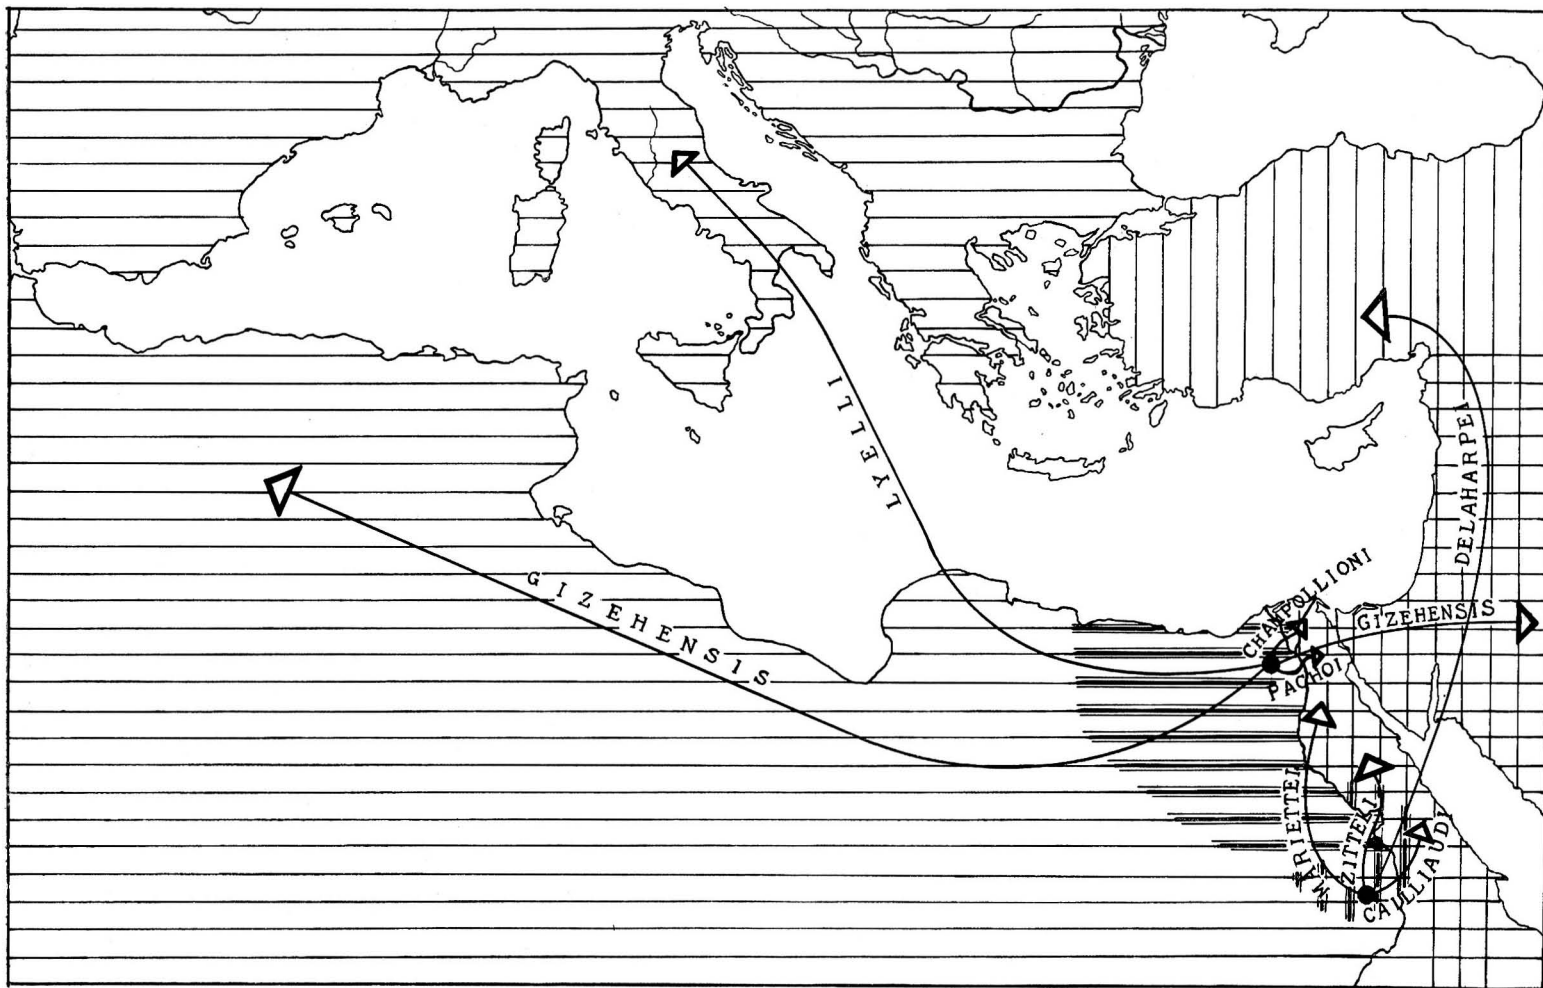 LYELLI
GIZEHENSIS
CHAMPOLLIONI
DELAHARPEI
GIZEHENSIS
PACHOI
MARIETTEI
ZITTELI
CAILLIAUDI